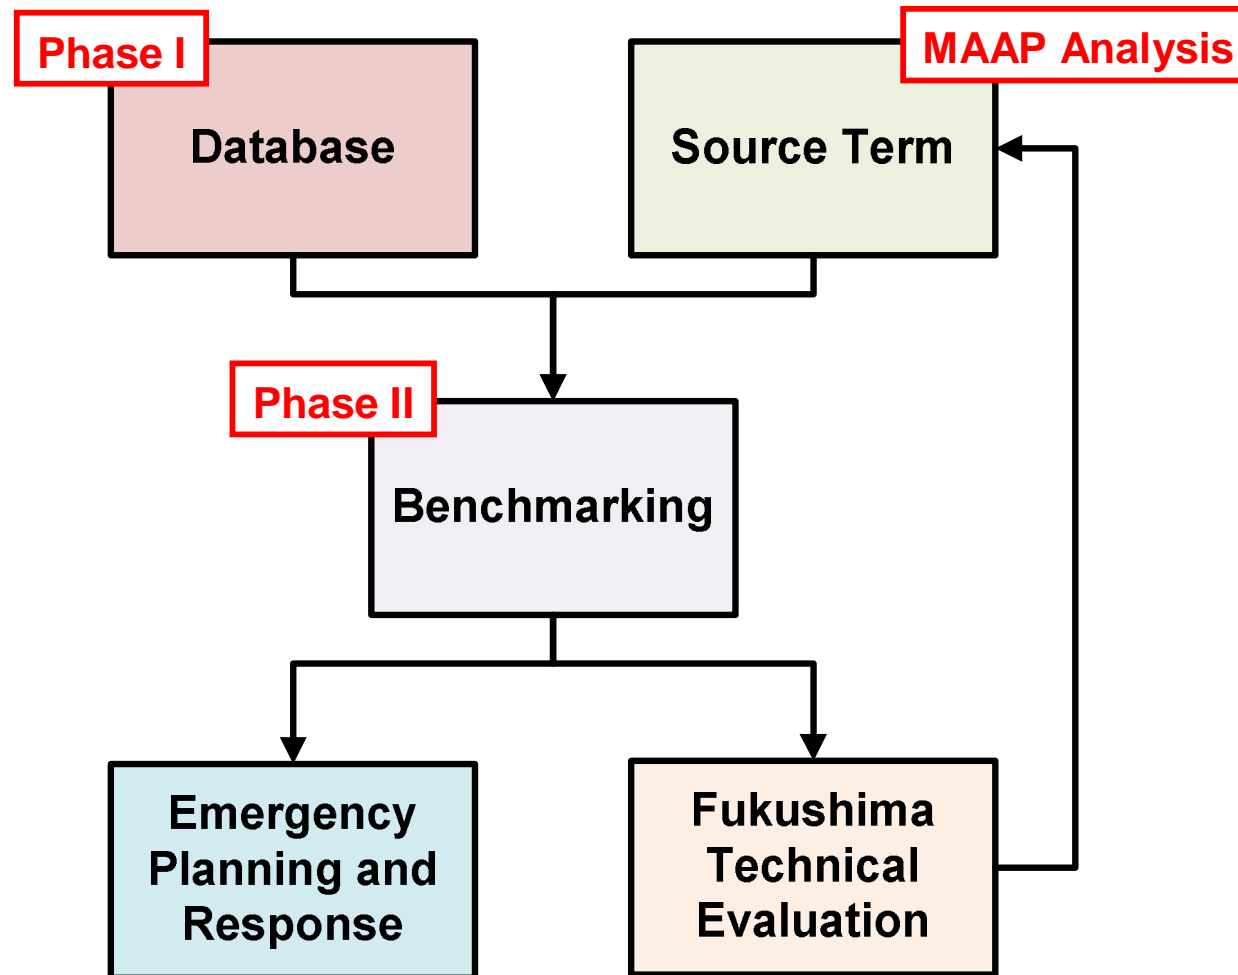 Phase I
MAAP Analysis
Database
Source Term
Phase II
Benchmarking
Emergency
Planning and
Response
Fukushima
Technical
Evaluation